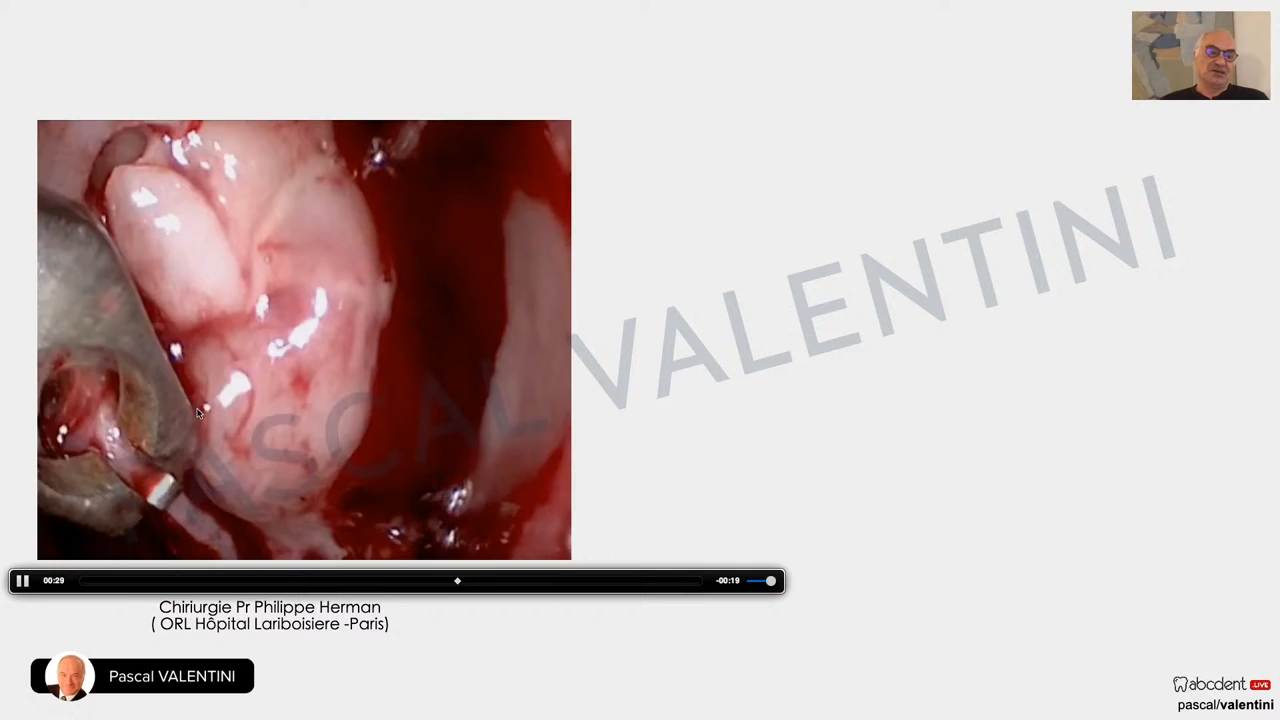 PASCAL VALENTINI
00:29
-00:19
Chiriurgie Pr Philippe Herman
( ORL Hôpital Lariboisiere -Paris)
Pascal VALENTINI
abcdent .LIVE
pascal/valentini